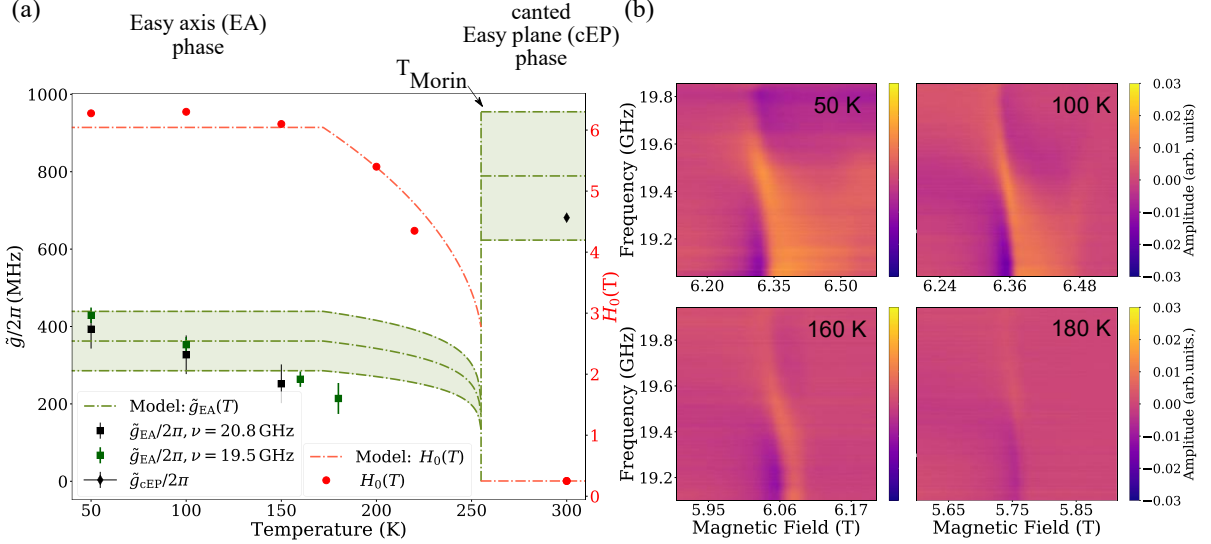 (a)
Easy axis (EA)
phase
canted
Easy plane (cEP)
phase
T_Morin
1000
800
600
400
200
0
g̃/2π (MHz)
6
5
4
3
2
1
0
H₀(T)
50
100
150
200
250
300
Temperature (K)
Model: g̃_EA(T)
g̃_EA/2π, ν = 20.8 GHz
g̃_EA/2π, ν = 19.5 GHz
g̃_cEP/2π
Model: H₀(T)
H₀(T)
(b)
50 K
19.8
19.6
19.4
19.2
Frequency (GHz)
6.20
6.35
6.50
100 K
6.24
6.36
6.48
0.03
0.02
0.01
0.00
−0.01
−0.02
−0.03
Amplitude (arb. units)
160 K
19.8
19.6
19.4
19.2
Frequency (GHz)
5.95
6.06
6.17
Magnetic Field (T)
180 K
5.65
5.75
5.85
Magnetic Field (T)
0.03
0.02
0.01
0.00
−0.01
−0.02
−0.03
Amplitude (arb.units.)